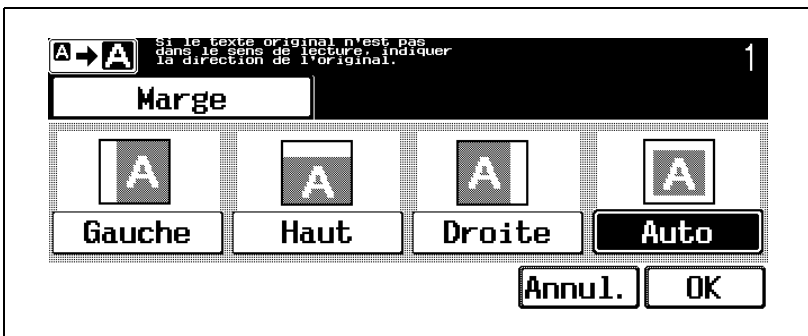 Si le texte original n'est pas
dans le sens de lecture, indiquer
la direction de l'original.
A → A
1
Marge
A A A A
Gauche Haut Droite Auto
Annul. OK